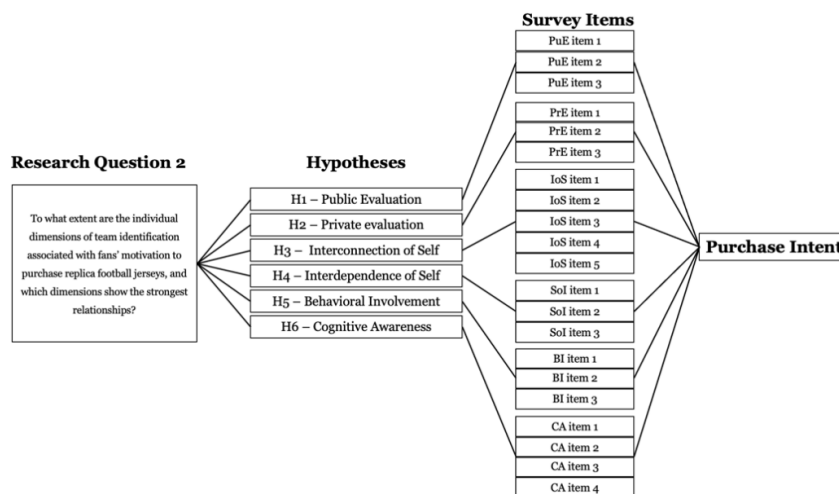 Survey Items
PuE item 1
PuE item 2
PuE item 3
PrE item 1
PrE item 2
PrE item 3
Research Question 2
Hypotheses
To what extent are the individual
dimensions of team identification
associated with fans' motivation to
purchase replica football jerseys, and
which dimensions show the strongest
relationships?
H1 – Public Evaluation
H2 – Private evaluation
H3 – Interconnection of Self
H4 – Interdependence of Self
H5 – Behavioral Involvement
H6 – Cognitive Awareness
IoS item 1
IoS item 2
IoS item 3
IoS item 4
IoS item 5
SoI item 1
SoI item 2
SoI item 3
BI item 1
BI item 2
BI item 3
CA item 1
CA item 2
CA item 3
CA item 4
Purchase Intent